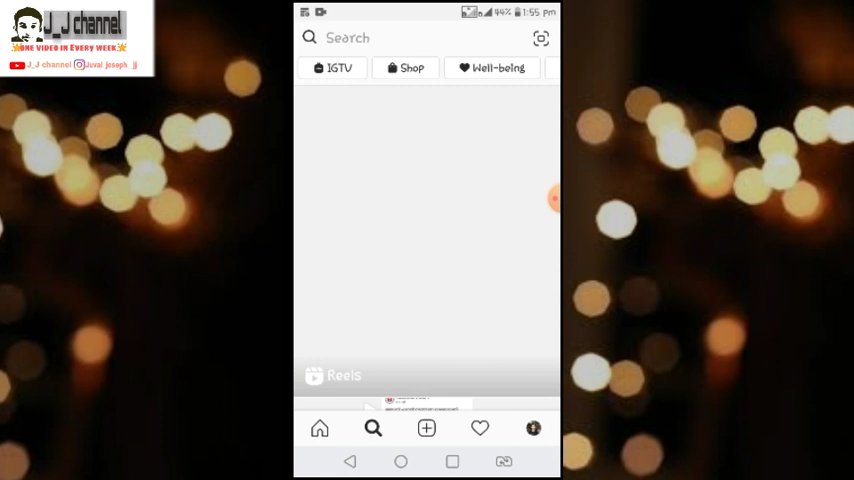 J_J channel
ONE VIDEO IN EVERY WEEK
J_J channel Juval joseph_jj
44% 1:55 pm
Search
IGTV
Shop
Well-being
Reels